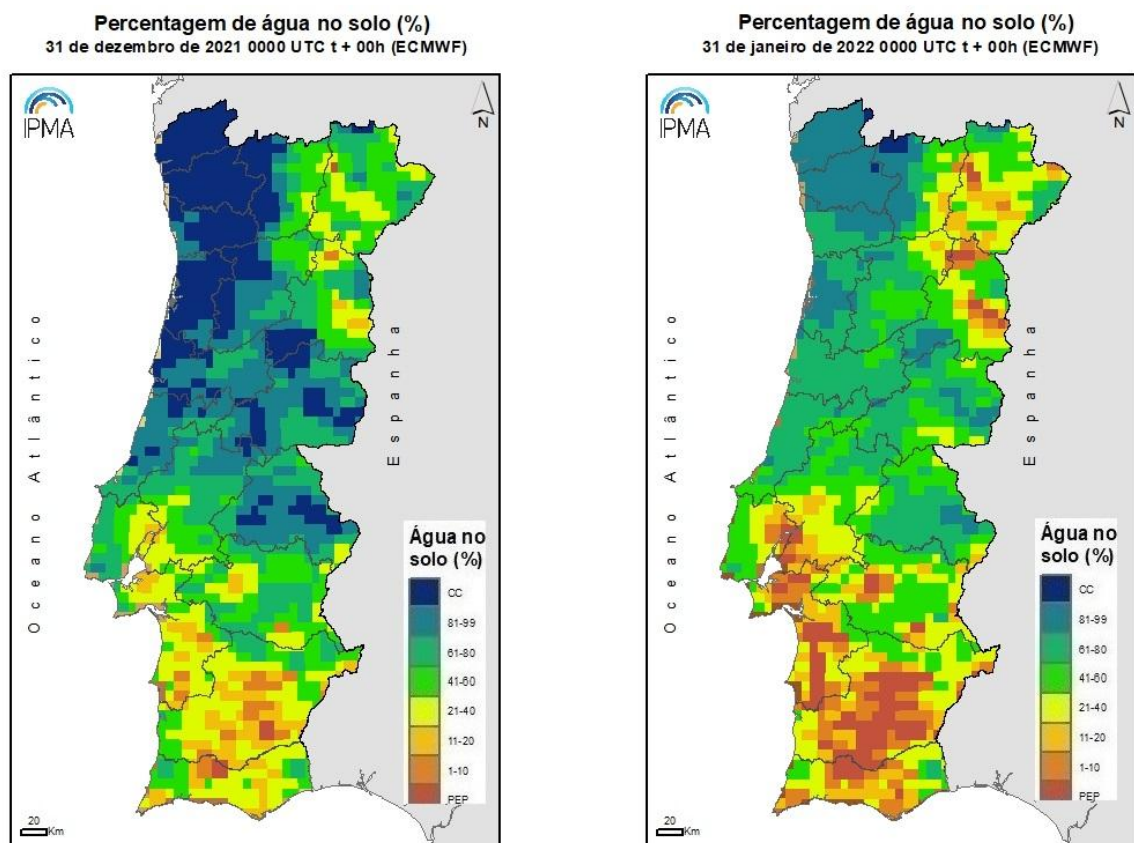 Percentagem de água no solo (%)
31 de dezembro de 2021 0000 UTC t + 00h (ECMWF)
IPMA
N
Oceano Atlântico
Espanha
Água no
solo (%)
CC
81-99
61-80
41-60
21-40
11-20
1-10
PEP
20
Km
Percentagem de água no solo (%)
31 de janeiro de 2022 0000 UTC t + 00h (ECMWF)
IPMA
N
Oceano Atlântico
Espanha
Água no
solo (%)
CC
81-99
61-80
41-60
21-40
11-20
1-10
PEP
20
Km